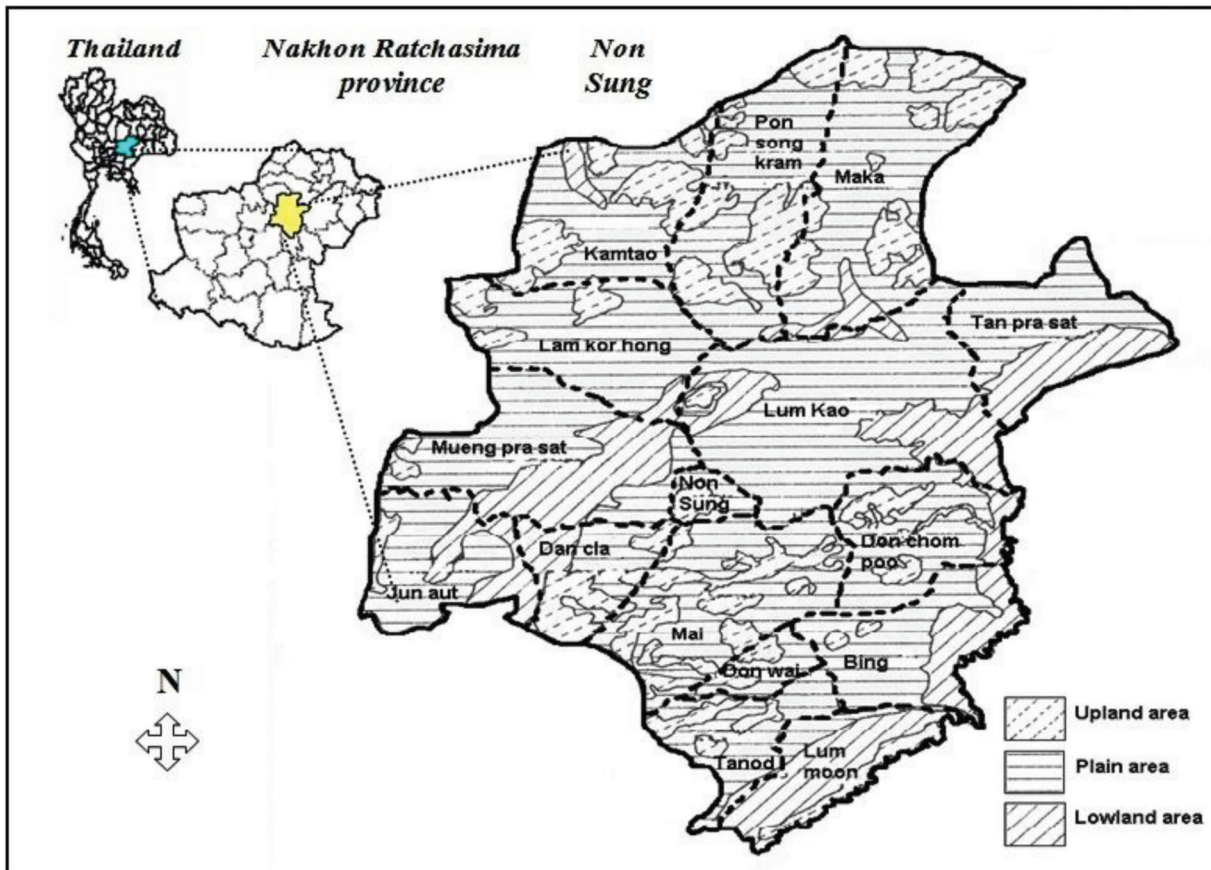 Thailand
Nakhon Ratchasima
province
Non
Sung
Pon
song
kram
Maka
Kamtao
Tan pra sat
Lam kor hong
Lum Kao
Mueng pra sat
Non
Sung
Dan cla
Don chom
poo
Jun aut
Mai
Don wai
Bing
Tanod
Lum
moon
N
Upland area
Plain area
Lowland area